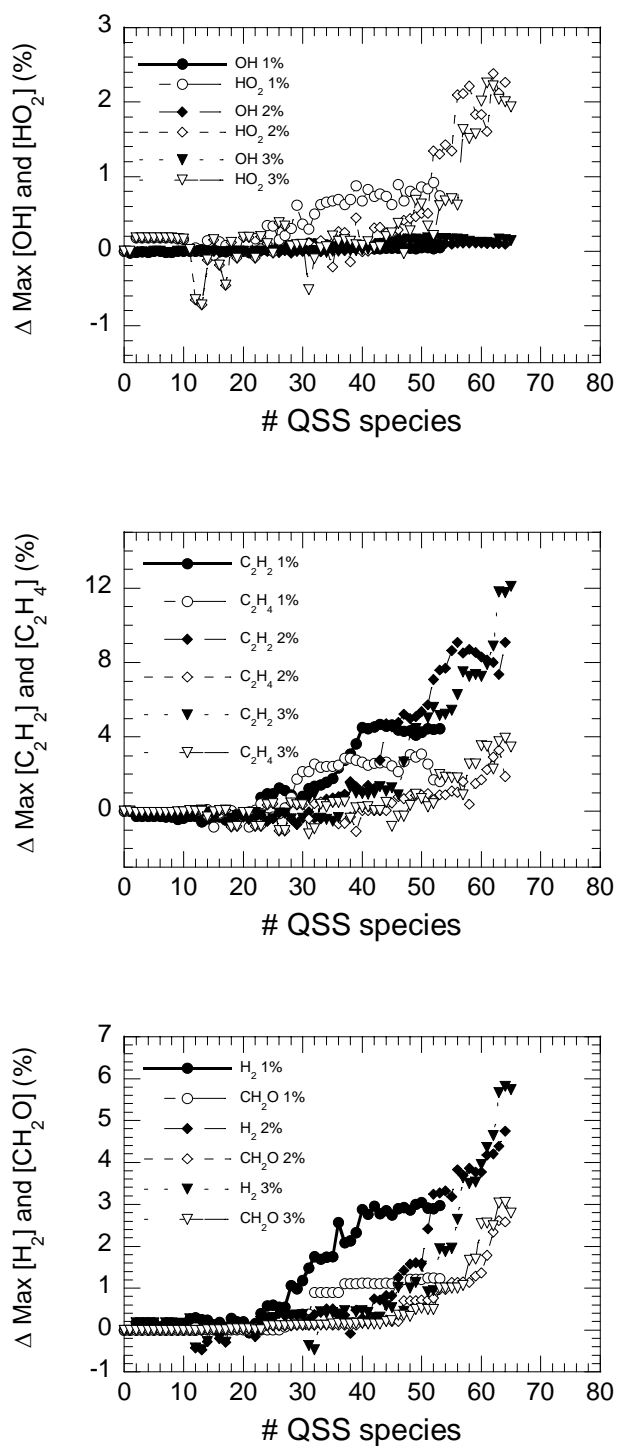 Δ Max [OH] and [HO₂] (%)
3
2
1
0
-1
OH 1%
HO₂ 1%
OH 2%
HO₂ 2%
OH 3%
HO₂ 3%
0 10 20 30 40 50 60 70 80
# QSS species
Δ Max [C₂H₂] and [C₂H₄] (%)
12
8
4
0
C₂H₂ 1%
C₂H₄ 1%
C₂H₂ 2%
C₂H₄ 2%
C₂H₂ 3%
C₂H₄ 3%
0 10 20 30 40 50 60 70 80
# QSS species
Δ Max [H₂] and [CH₂O] (%)
7
6
5
4
3
2
1
0
-1
H₂ 1%
CH₂O 1%
H₂ 2%
CH₂O 2%
H₂ 3%
CH₂O 3%
0 10 20 30 40 50 60 70 80
# QSS species